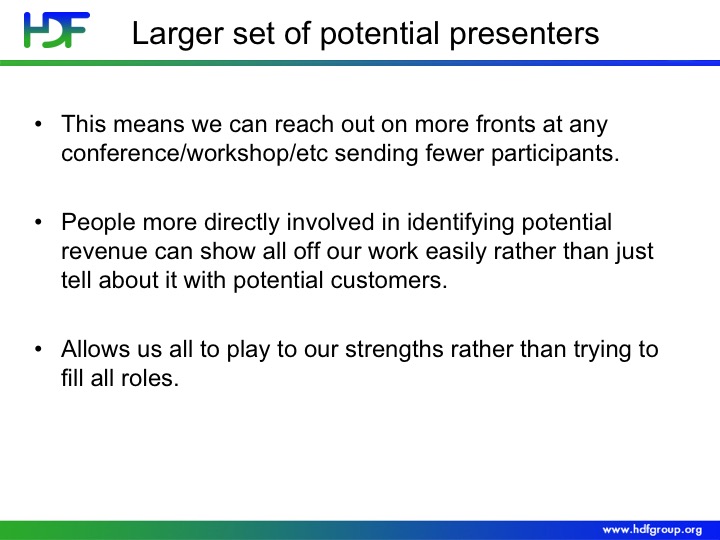 HDF
Larger set of potential presenters
• This means we can reach out on more fronts at any
conference/workshop/etc sending fewer participants.
• People more directly involved in identifying potential
revenue can show all off our work easily rather than just
tell about it with potential customers.
• Allows us all to play to our strengths rather than trying to
fill all roles.
www.hdfgroup.org